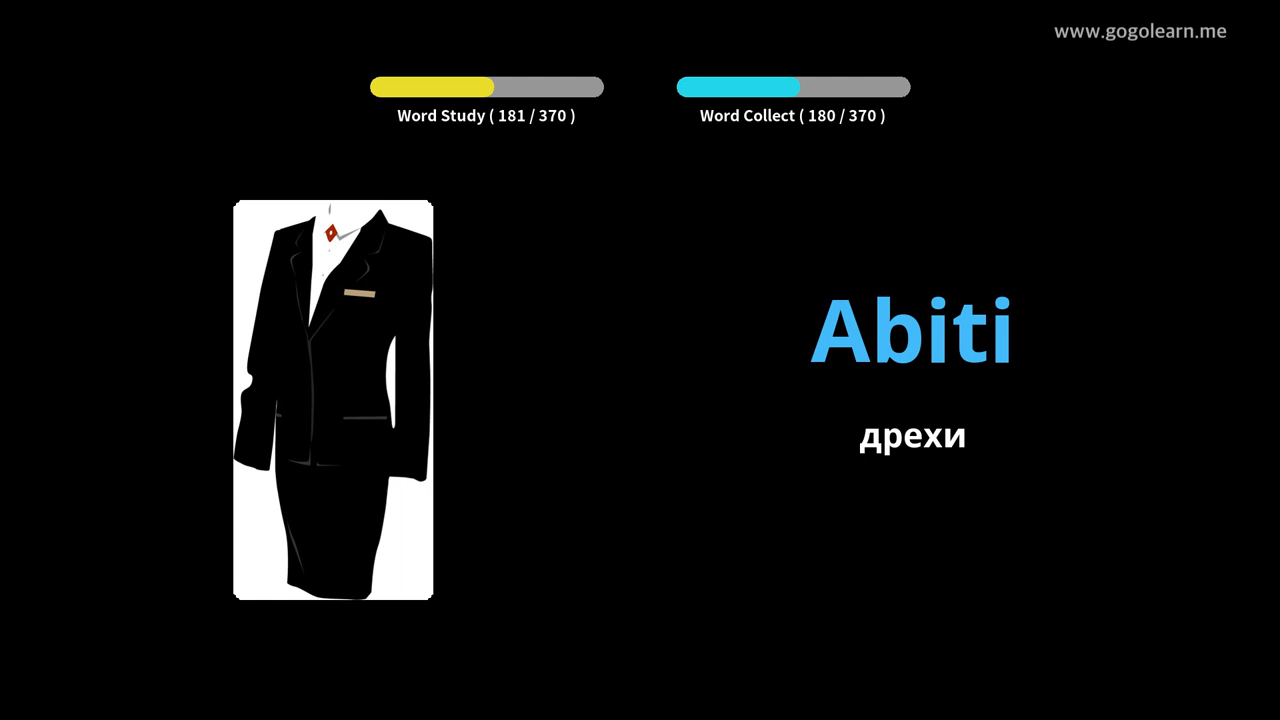 www.gogolearn.me
Word Study ( 181 / 370 )
Word Collect ( 180 / 370 )
Abiti
дрехи